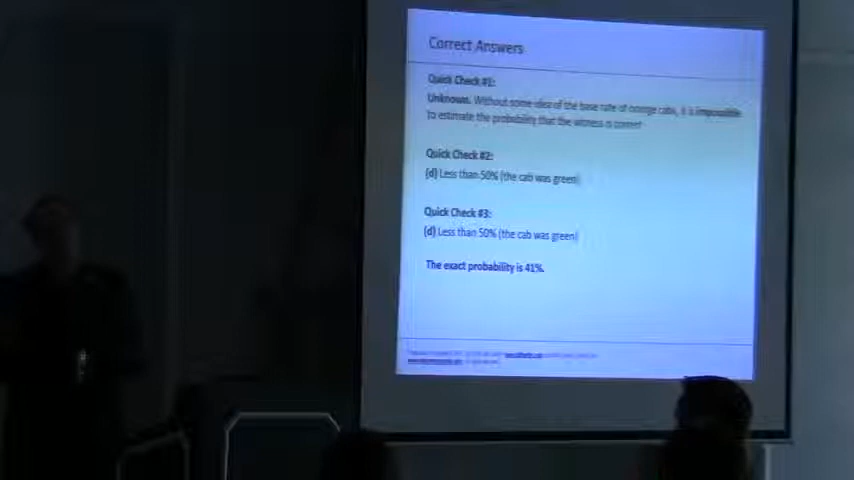 Correct Answers
Quick Check #1:
Unknown. Without some idea of the base rate of orange cabs, it is impossible
to estimate the probability that the witness is correct
Quick Check #2:
(d) Less than 50% (the cab was green)
Quick Check #3:
(d) Less than 50% (the cab was green)
The exact probability is 41%.